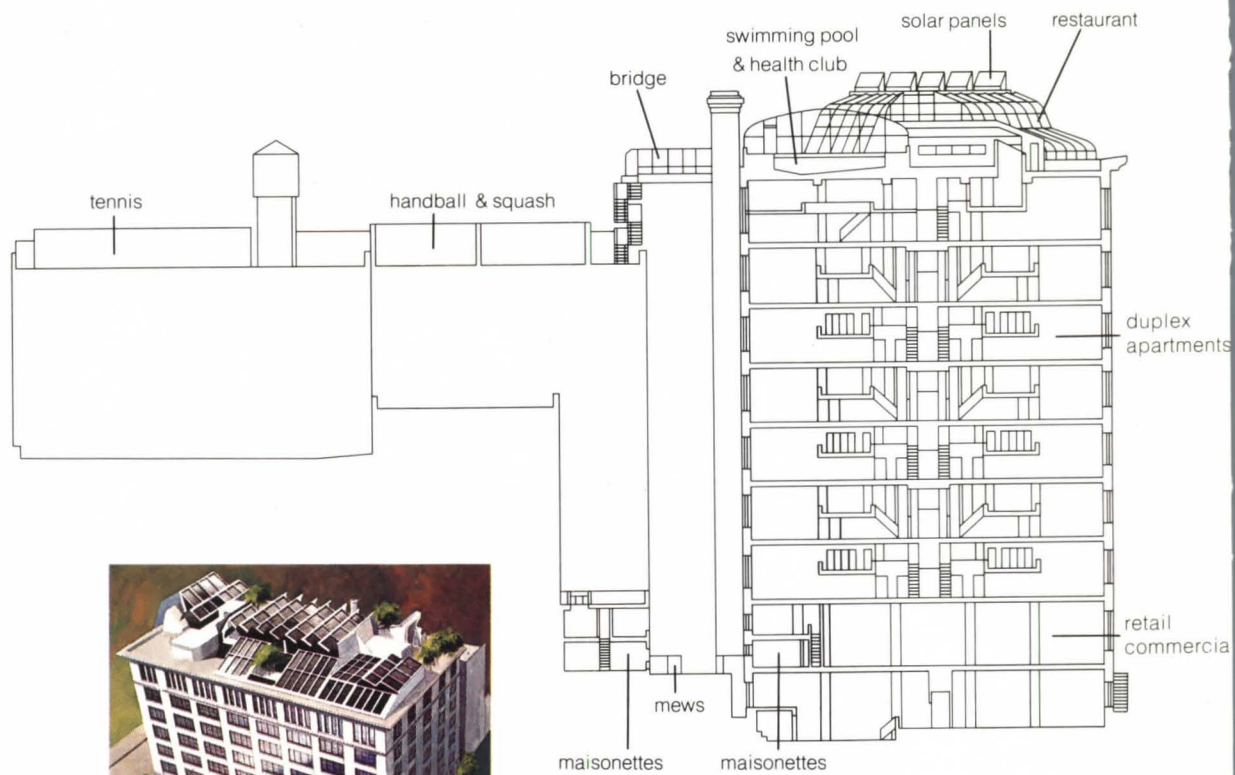 solar panels
restaurant
swimming pool
& health club
bridge
tennis
handball & squash
duplex
apartments
retail
commercia
mews
maisonettes
maisonettes